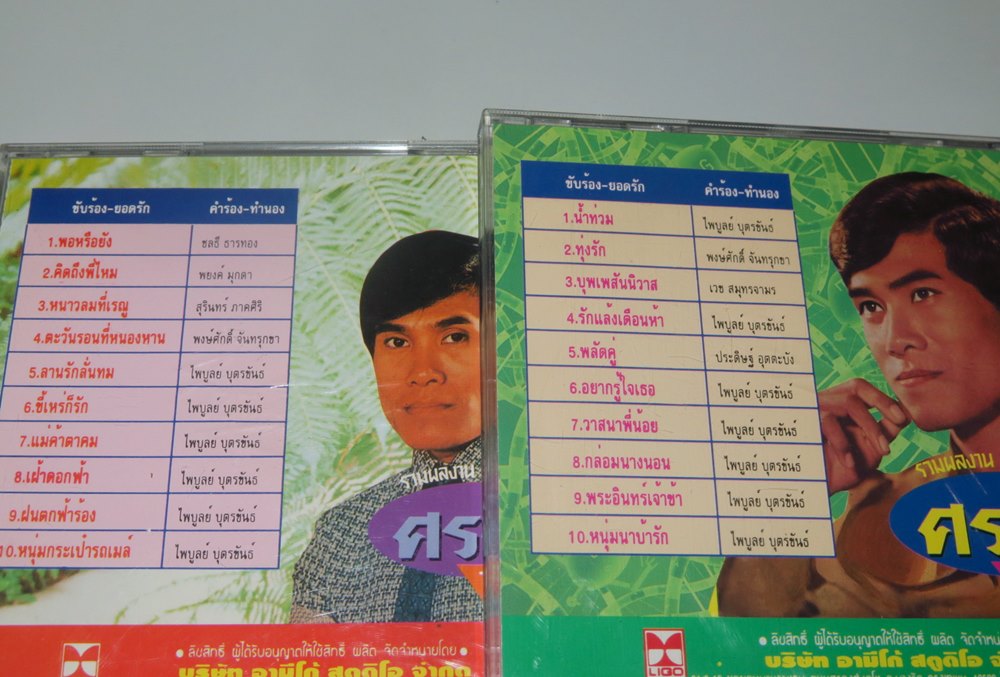 ขับร้อง-ยอดรัก คำร้อง-ทำนอง
1.พอหรือยัง ชลธี ธารทอง
2.คิดถึงพี่ไหม พยงค์ มุกดา
3.หนาวลมที่เรณู สุรินทร์ ภาคศิริ
4.ตะวันรอนที่หนองหาน พงษ์ศักดิ์ จันทรุกขา
5.ลานรักลั่นทม ไพบูลย์ บุตรขันธ์
6.ขี้เหร่ก็รัก ไพบูลย์ บุตรขันธ์
7.แม่ค้าตาคม ไพบูลย์ บุตรขันธ์
8.เฝ้าดอกฟ้า ไพบูลย์ บุตรขันธ์
9.ฝนตกฟ้าร้อง ไพบูลย์ บุตรขันธ์
10.หนุ่มกระเป๋ารถเมล์ ไพบูลย์ บุตรขันธ์
รวมผลงาน
ศร
ลิขสิทธิ์ ผู้ได้รับอนุญาตให้ใช้สิทธิ์ ผลิต จัดจำหน่ายโดย
บริษัท อามีโก้ สตูดิโอ จำกัด
ขับร้อง-ยอดรัก คำร้อง-ทำนอง
1.น้ำท่วม ไพบูลย์ บุตรขันธ์
2.ทุ่งรัก พงษ์ศักดิ์ จันทรุกขา
3.บุพเพสันนิวาส เวช สมุทรจามร
4.รักแล้งเดือนห้า ไพบูลย์ บุตรขันธ์
5.พลัดคู่ ประดิษฐ์ อุตตะบัง
6.อยากรู้ใจเธอ ไพบูลย์ บุตรขันธ์
7.วาสนาพี่น้อย ไพบูลย์ บุตรขันธ์
8.กล่อมนางนอน ไพบูลย์ บุตรขันธ์
9.พระอินทร์เจ้าขา ไพบูลย์ บุตรขันธ์
10.หนุ่มนาบ้ารัก ไพบูลย์ บุตรขันธ์
รวมผลงาน
ศร
LIGO
ลิขสิทธิ์ ผู้ได้รับอนุญาตให้ใช้สิทธิ์ ผลิต จัดจำหน
บริษัท อามีโก้ สตูดิโอ จ